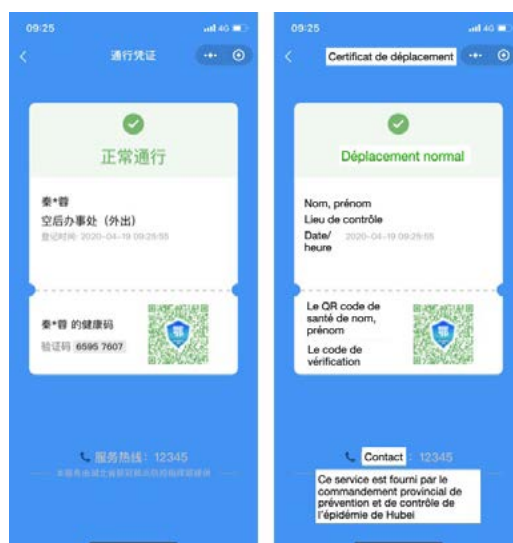 09:25
4G
通行凭证
正常通行
秦*蓉
空后办事处（外出）
登记时间: 2020-04-19 09:25:55
秦*蓉 的健康码
验证码 6595 7607
服务热线：12345
09:25
4G
Certificat de déplacement
Déplacement normal
Nom, prénom
Lieu de contrôle
Date/ 2020-04-19 09:25:55
heure
Le QR code de
santé de nom,
prénom
Le code de
vérification
Contact : 12345
Ce service est fourni par le
commandement provincial de
prévention et de contrôle de
l'épidémie de Hubei